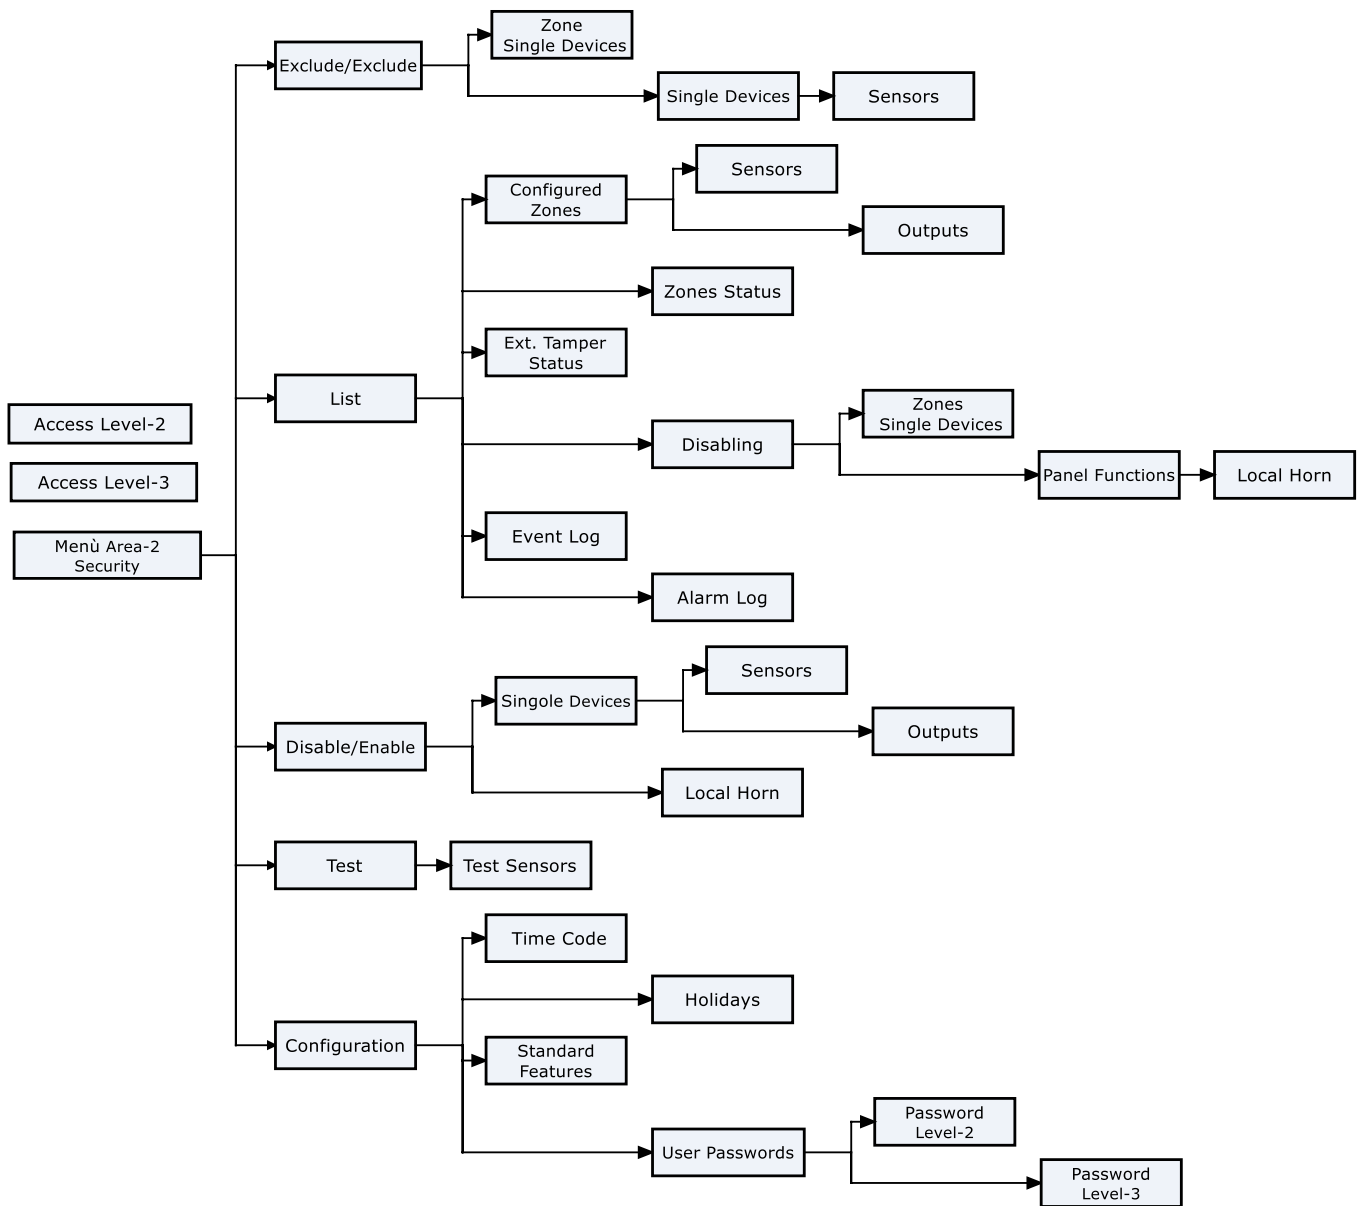 Zone
Single Devices
Exclude/Exclude
Single Devices
Sensors
Sensors
Configured
Zones
Outputs
Zones Status
Ext. Tamper
Status
List
Zones
Single Devices
Access Level-2
Disabling
Panel Functions
Local Horn
Access Level-3
Event Log
Menù Area-2
Security
Alarm Log
Sensors
Singole Devices
Outputs
Disable/Enable
Local Horn
Test
Test Sensors
Time Code
Holidays
Configuration
Standard
Features
Password
Level-2
User Passwords
Password
Level-3